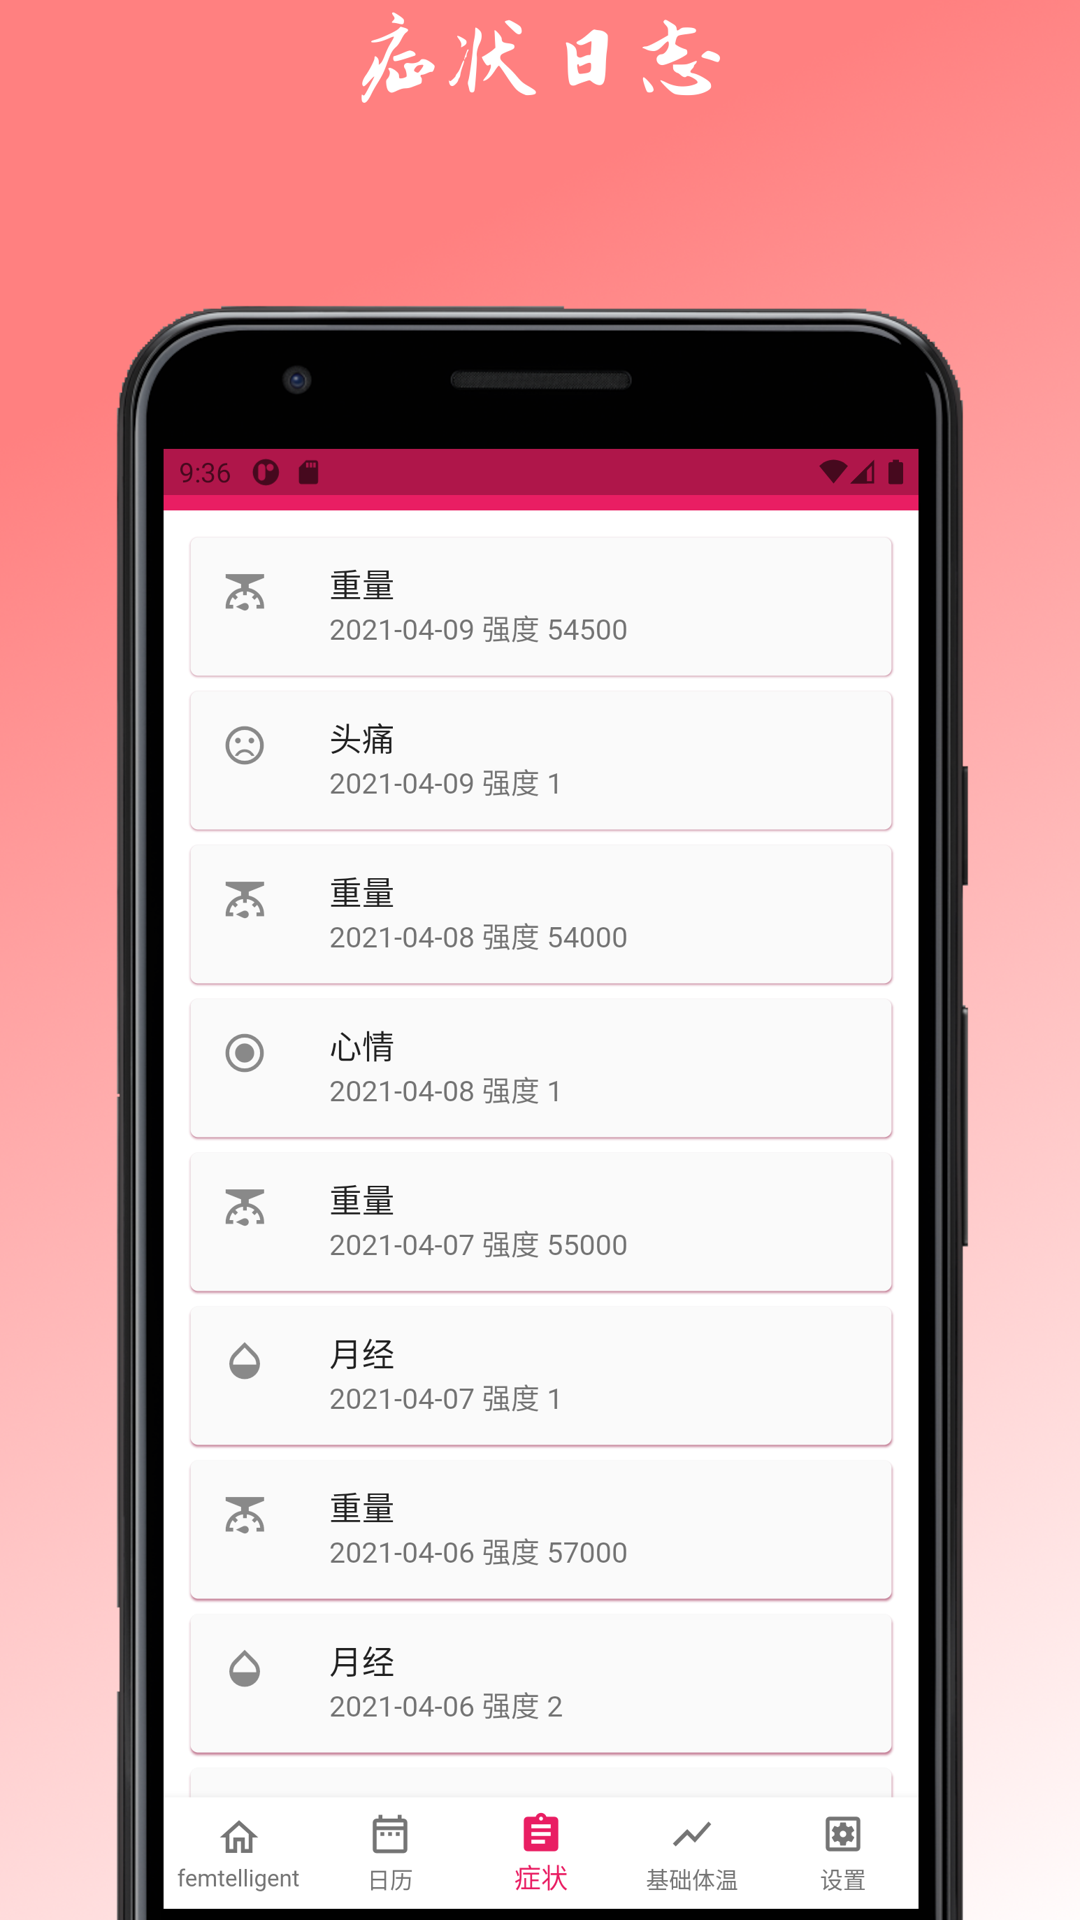 症状日志
9:36
重量
2021-04-09 强度 54500
头痛
2021-04-09 强度 1
重量
2021-04-08 强度 54000
心情
2021-04-08 强度 1
重量
2021-04-07 强度 55000
月经
2021-04-07 强度 1
重量
2021-04-06 强度 57000
月经
2021-04-06 强度 2
femtelligent 日历 症状 基础体温 设置